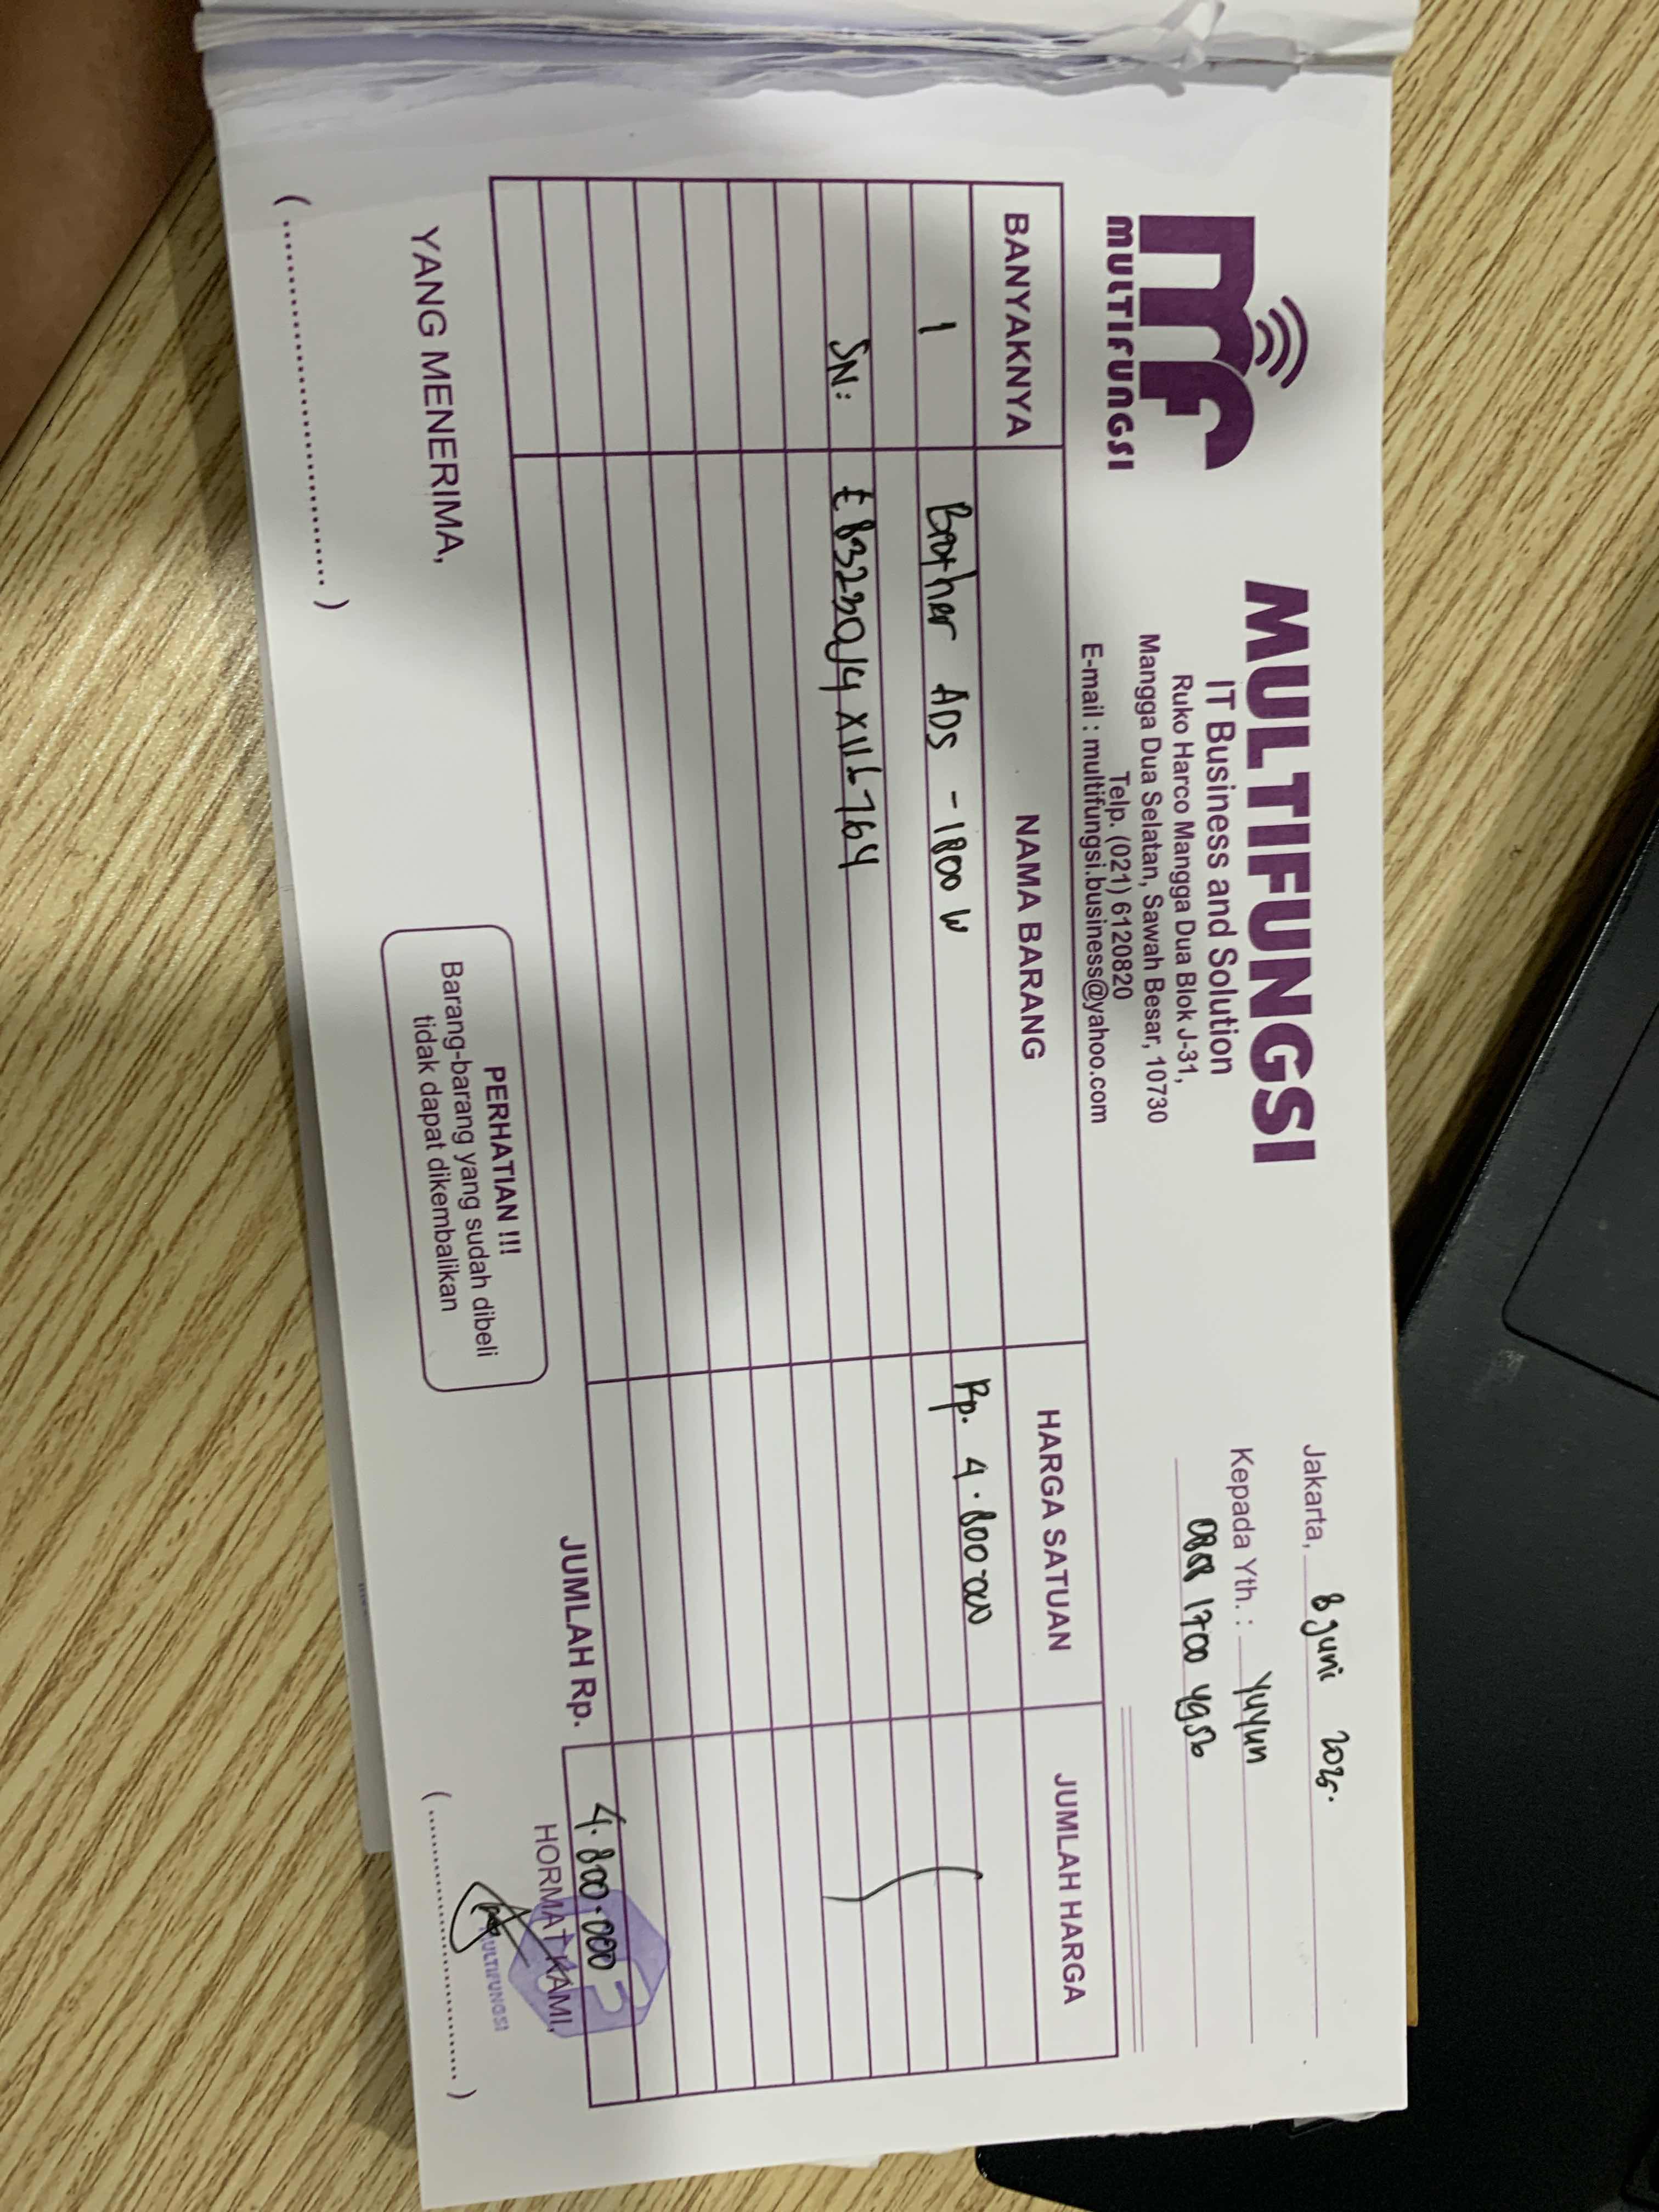 mf
MULTIFUNGSI
MULTIFUNGSI
IT Business and Solution
Ruko Harco Mangga Dua Blok J-31,
Mangga Dua Selatan, Sawah Besar, 10730
Telp. (021) 6120820
E-mail : multifungsi.business@yahoo.com
Jakarta, 8 Juni
Kepada Yth. : Yuyun
1700
BANYAKNYA NAMA BARANG HARGA SATUAN JUMLAH HARGA
1 Brother ADS - 1800 W Rp. 4.800.000
SN:
JUMLAH Rp. 4.800.000
YANG MENERIMA,
(..............................)
PERHATIAN !!!
Barang-barang yang sudah dibeli
tidak dapat dikembalikan
HORMAT KAMI,
MULTIFUNGSI
(..............................)